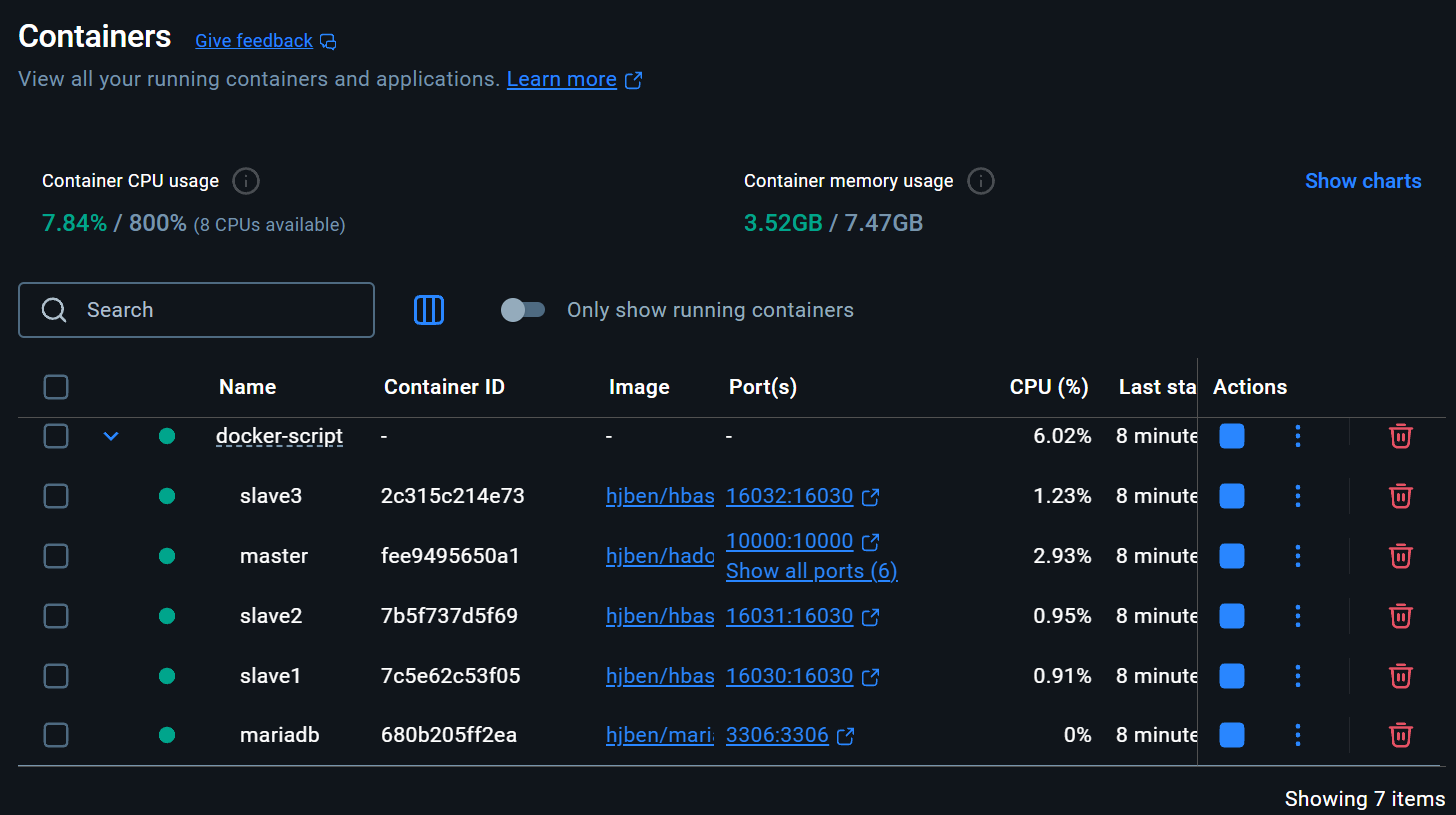 Containers Give feedback
View all your running containers and applications. Learn more
Container CPU usage Container memory usage Show charts
7.84% / 800% (8 CPUs available) 3.52GB / 7.47GB
Search Only show running containers
Name Container ID Image Port(s) CPU (%) Last sta Actions
docker-script - - - 6.02% 8 minute
slave3 2c315c214e73 hjben/hbas 16032:16030 1.23% 8 minute
master fee9495650a1 hjben/hado 10000:10000 2.93% 8 minute
Show all ports (6)
slave2 7b5f737d5f69 hjben/hbas 16031:16030 0.95% 8 minute
slave1 7c5e62c53f05 hjben/hbas 16030:16030 0.91% 8 minute
mariadb 680b205ff2ea hjben/mari 3306:3306 0% 8 minute
Showing 7 items